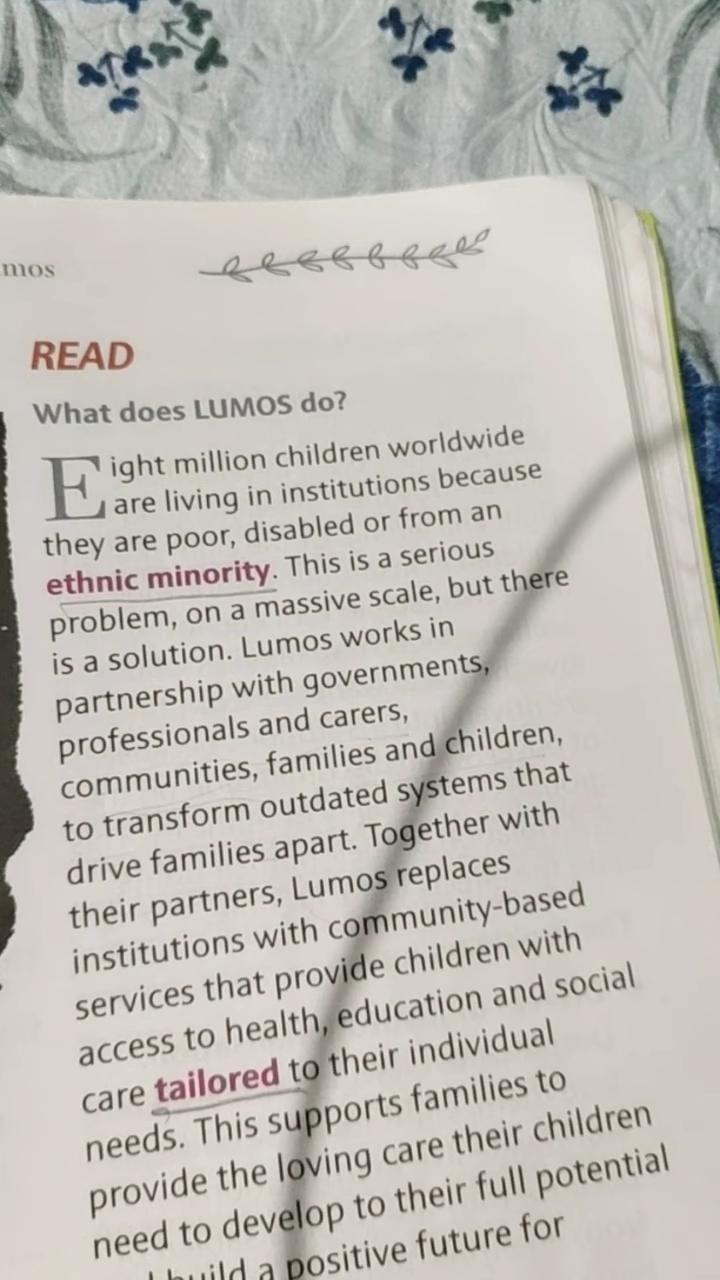 READ
What does LUMOS do?
Eight million children worldwide
are living in institutions because
they are poor, disabled or from an
ethnic minority. This is a serious
problem, on a massive scale, but there
is a solution. Lumos works in
partnership with governments,
professionals and carers,
communities, families and children,
to transform outdated systems that
drive families apart. Together with
their partners, Lumos replaces
institutions with community-based
services that provide children with
access to health, education and social
care tailored to their individual
needs. This supports families to
provide the loving care their children
need to develop to their full potential
build a positive future for